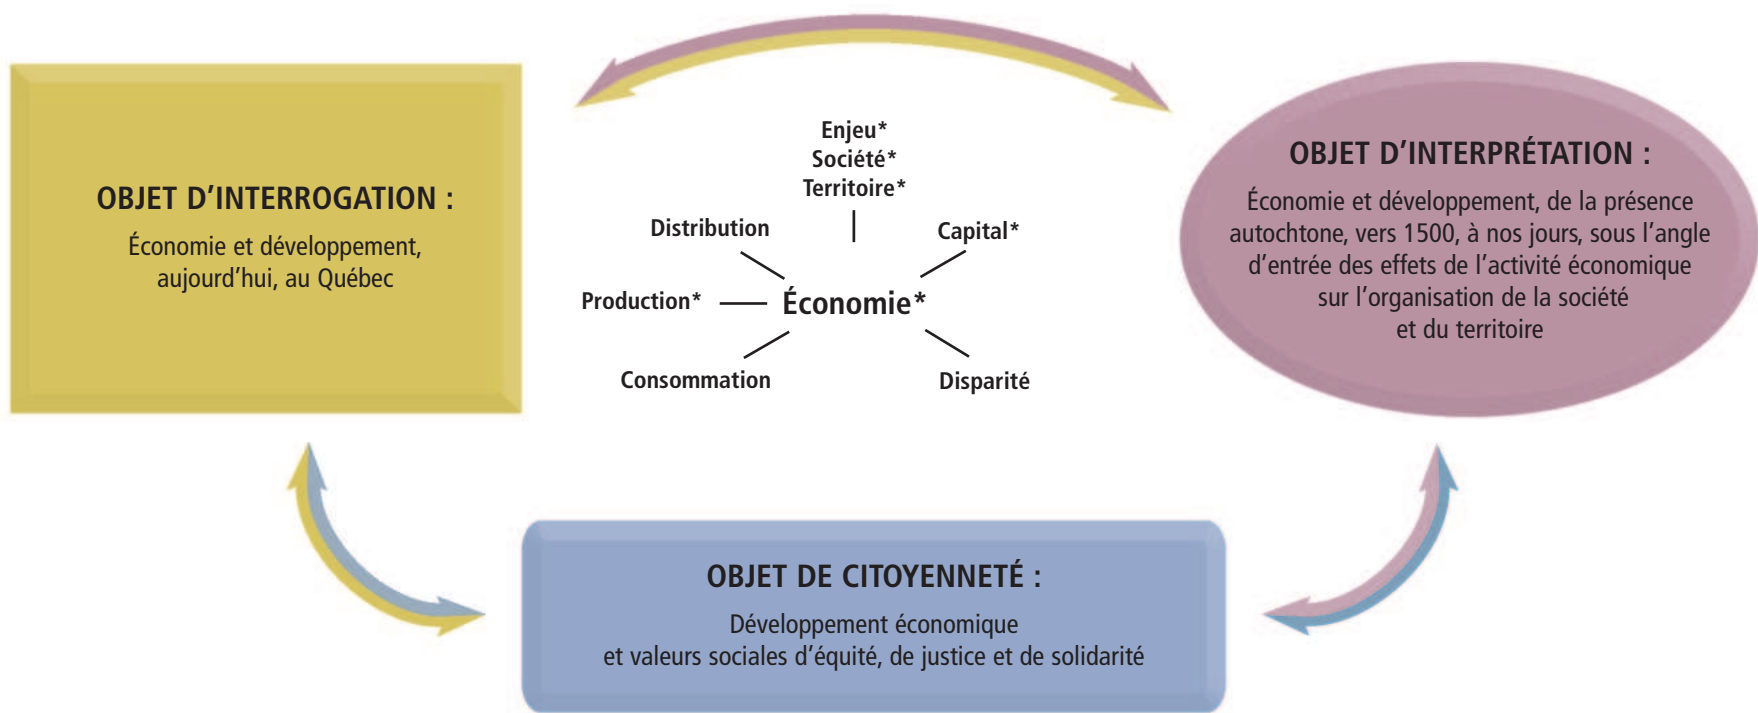 OBJET D'INTERROGATION :
Économie et développement,
aujourd'hui, au Québec
Enjeu*
Société*
Territoire*
Distribution
Capital*
Production*
Économie*
Consommation
Disparité
OBJET D'INTERPRÉTATION :
Économie et développement, de la présence
autochtone, vers 1500, à nos jours, sous l'angle
d'entrée des effets de l'activité économique
sur l'organisation de la société
et du territoire
OBJET DE CITOYENNETÉ :
Développement économique
et valeurs sociales d'équité, de justice et de solidarité